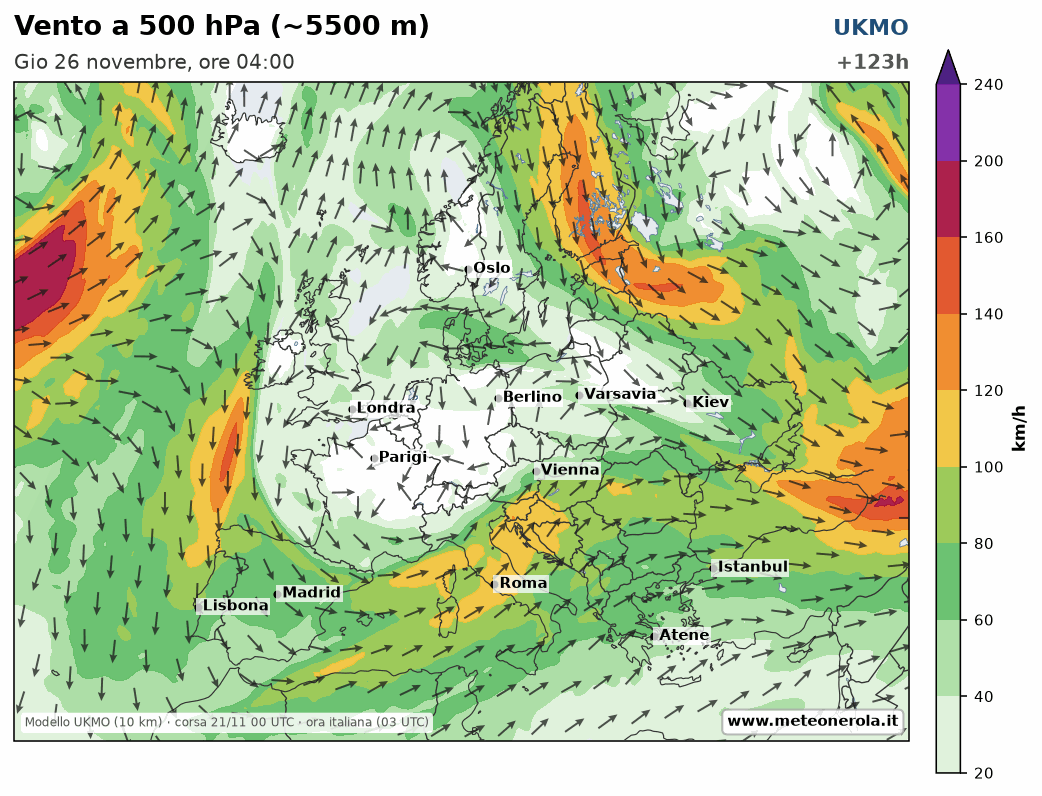 Vento a 500 hPa (~5500 m)
UKMO
Gio 26 novembre, ore 04:00
+123h
240
200
160
140
120
100
80
60
40
20
km/h
Oslo
Londra
Berlino
Varsavia
Kiev
Parigi
Vienna
Roma
Istanbul
Madrid
Lisbona
Atene
Modello UKMO (10 km) · corsa 21/11 00 UTC · ora italiana (03 UTC)
www.meteonerola.it